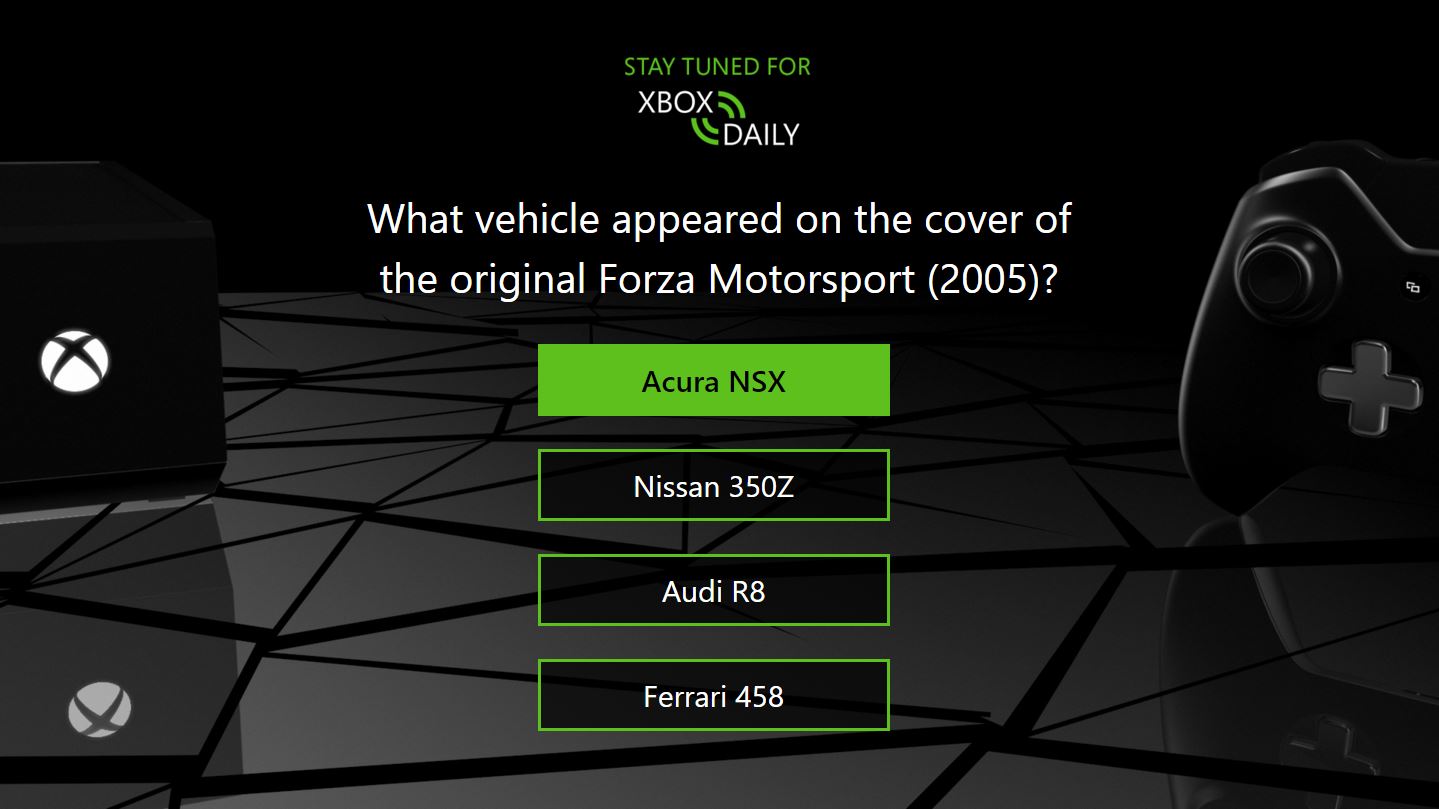 STAY TUNED FOR
XBOX
DAILY
What vehicle appeared on the cover of
the original Forza Motorsport (2005)?
Acura NSX
Nissan 350Z
Audi R8
Ferrari 458